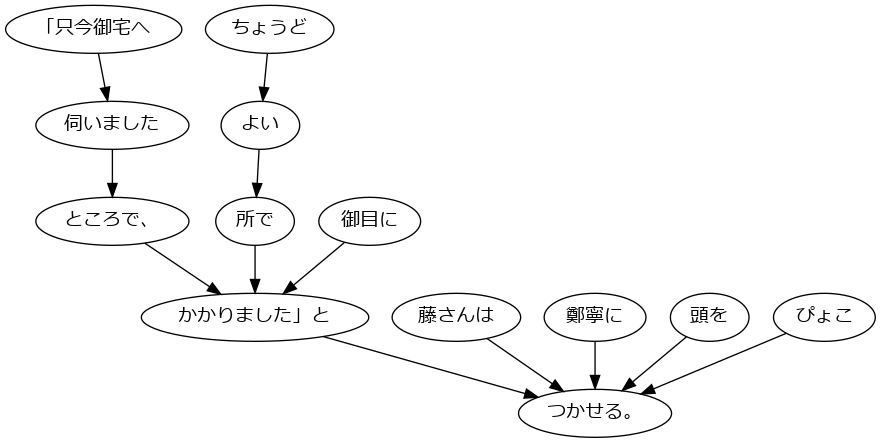 「只今御宅へ
ちょうど
伺いました
よい
ところで、
所で
御目に
かかりました」と
藤さんは
鄭寧に
頭を
ぴょこ
つかせる。